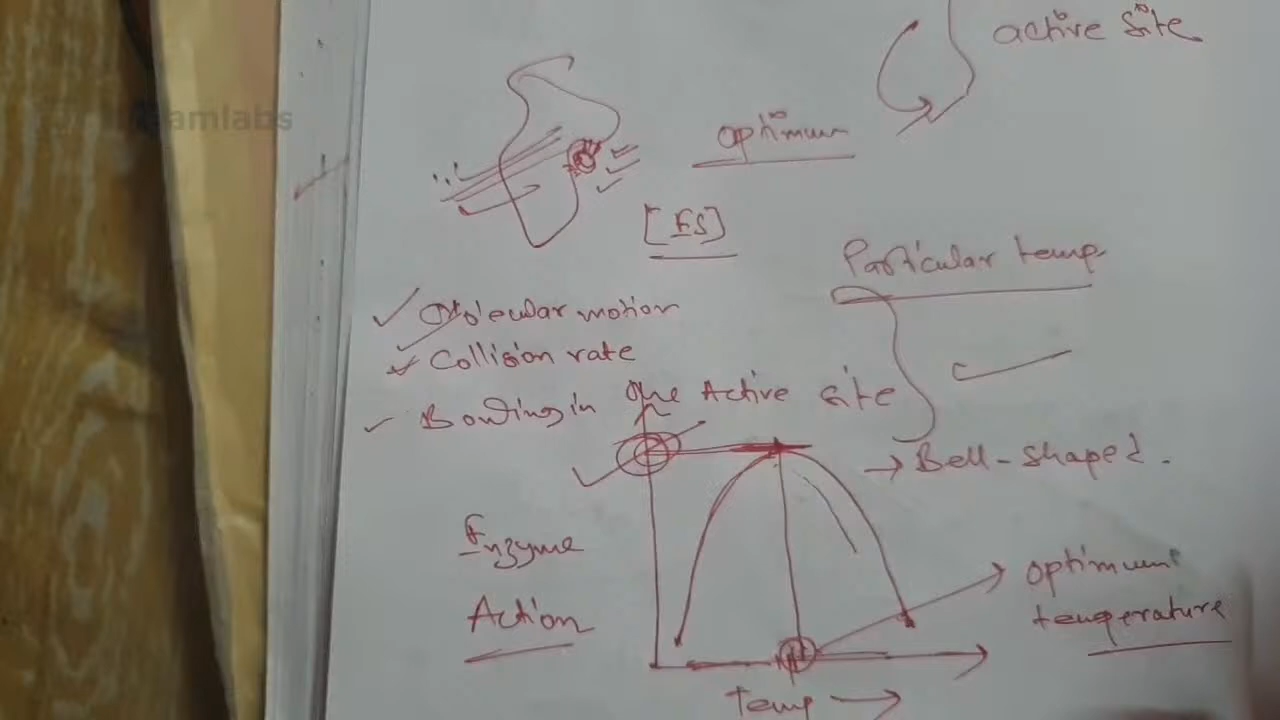 active site
optimum
[ES]
Particular temp
Molecular motion
Collision rate
Bonding in the Active site
→ Bell-shaped.
Enzyme
Action
optimum
temperature
Temp →